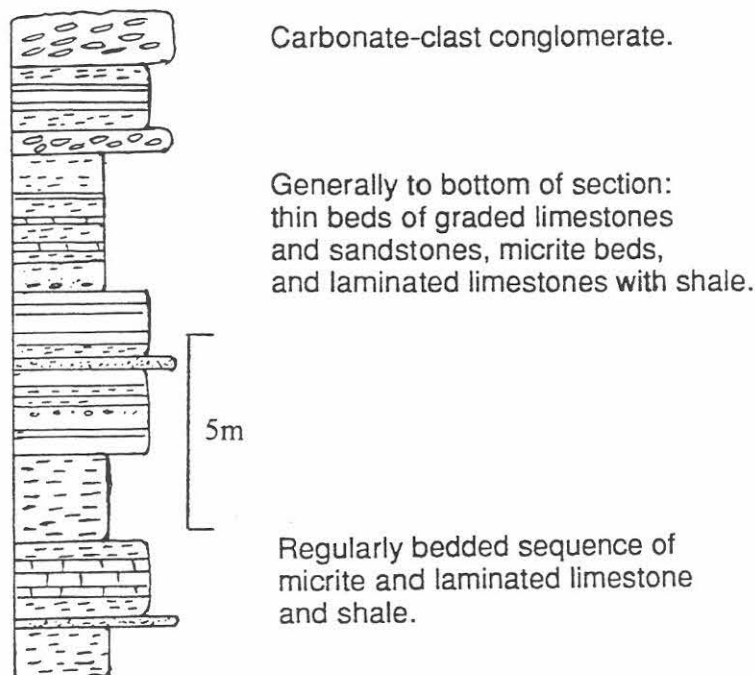 Carbonate-clast conglomerate.
Generally to bottom of section:
thin beds of graded limestones
and sandstones, micrite beds,
and laminated limestones with shale.
5m
Regularly bedded sequence of
micrite and laminated limestone
and shale.